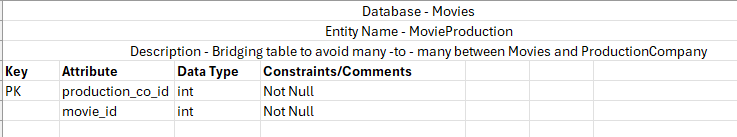 Database - Movies
Entity Name - MovieProduction
Description - Bridging table to avoid many -to - many between Movies and ProductionCompany
Key Attribute Data Type Constraints/Comments
PK production_co_id int Not Null
movie_id int Not Null